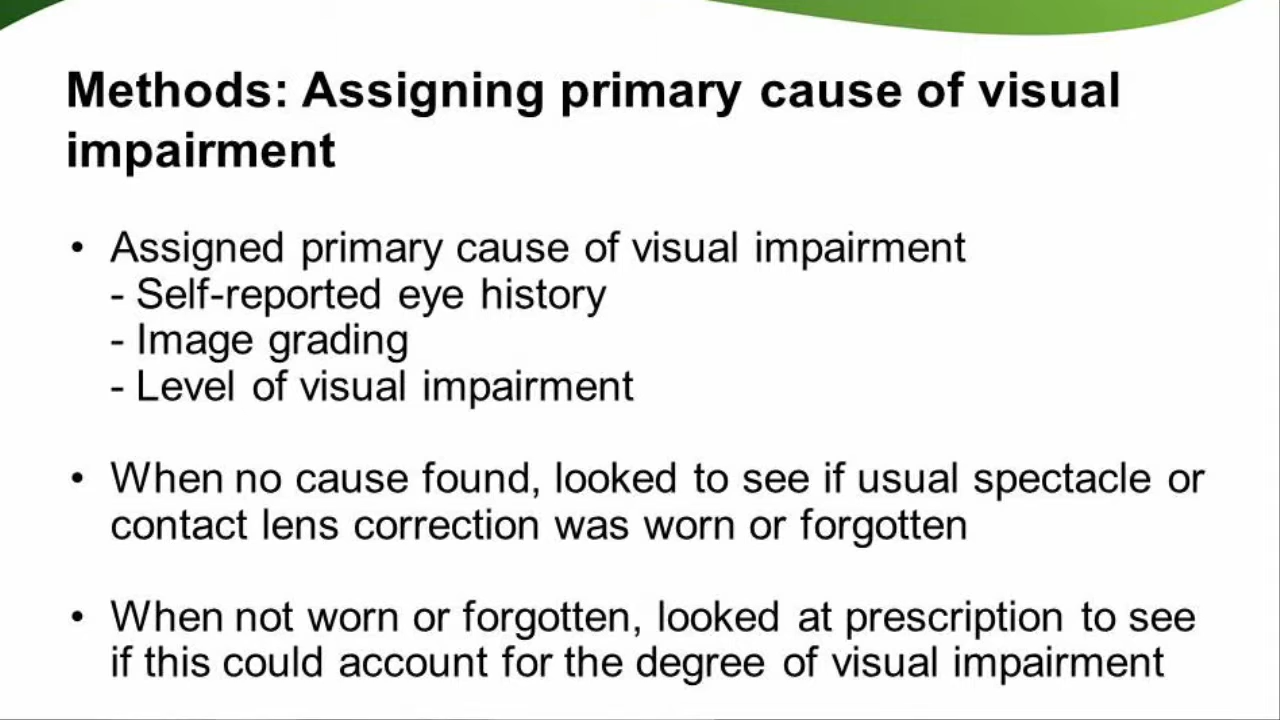 Methods: Assigning primary cause of visual
impairment
• Assigned primary cause of visual impairment
- Self-reported eye history
- Image grading
- Level of visual impairment
• When no cause found, looked to see if usual spectacle or
contact lens correction was worn or forgotten
• When not worn or forgotten, looked at prescription to see
if this could account for the degree of visual impairment